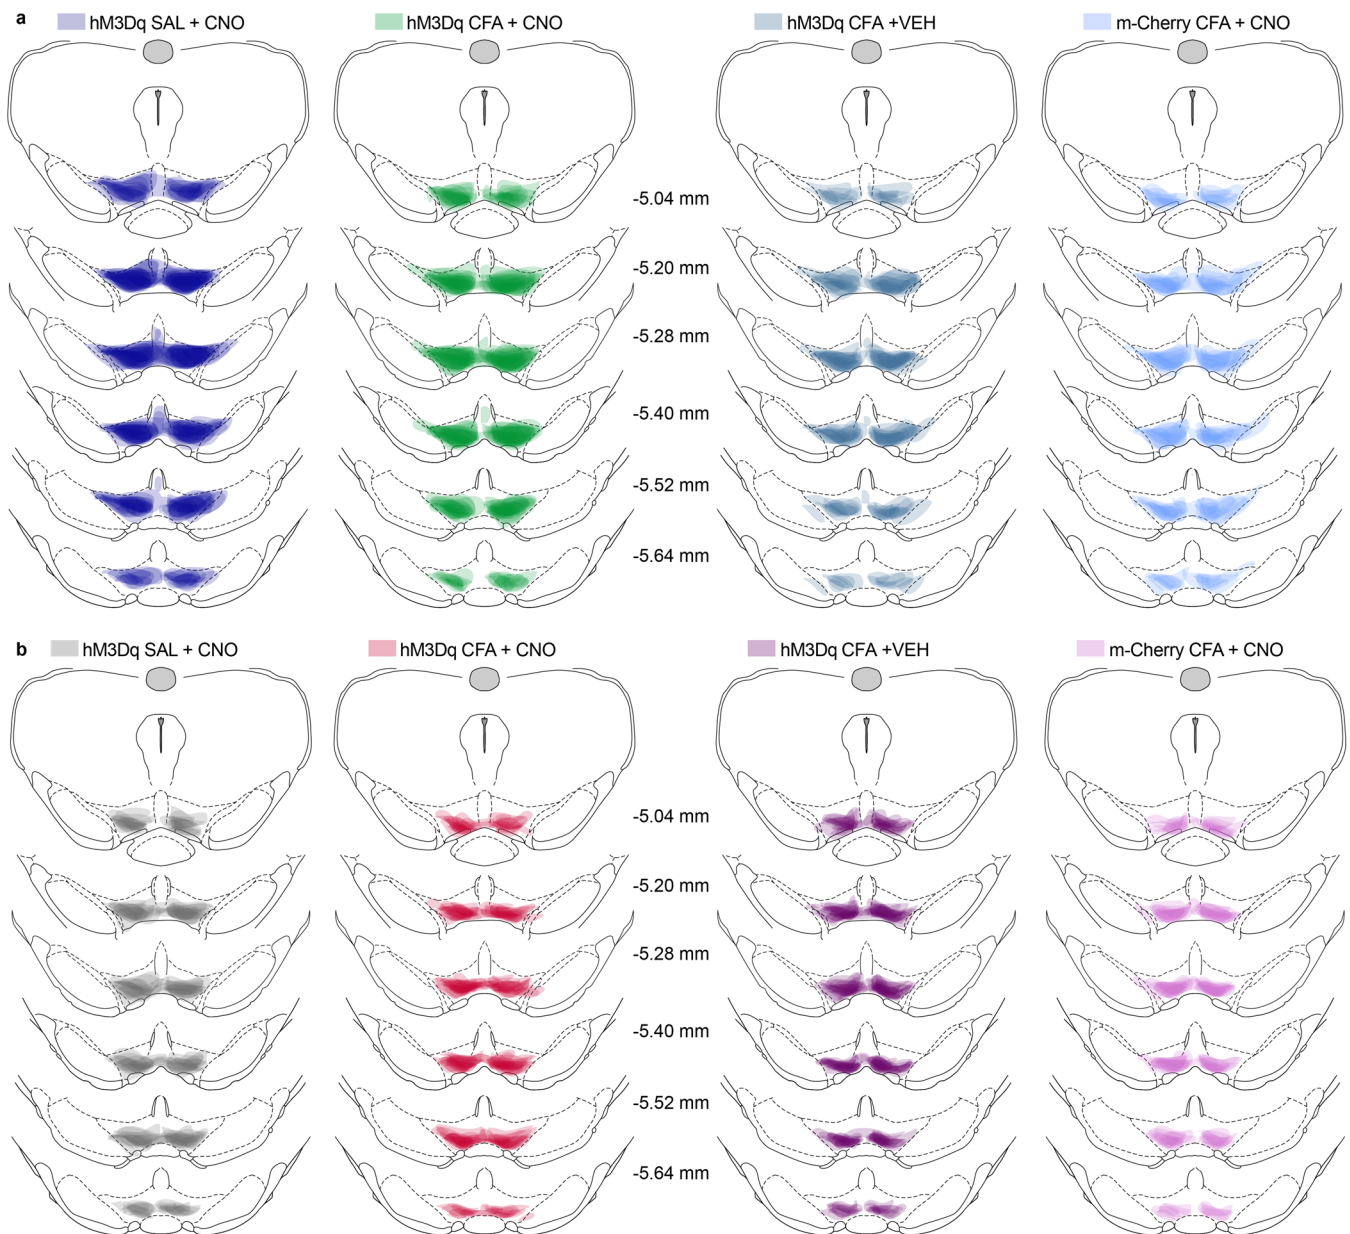 a
hM3Dq SAL + CNO
hM3Dq CFA + CNO
hM3Dq CFA +VEH
m-Cherry CFA + CNO
-5.04 mm
-5.20 mm
-5.28 mm
-5.40 mm
-5.52 mm
-5.64 mm
b
hM3Dq SAL + CNO
hM3Dq CFA + CNO
hM3Dq CFA +VEH
m-Cherry CFA + CNO
-5.04 mm
-5.20 mm
-5.28 mm
-5.40 mm
-5.52 mm
-5.64 mm